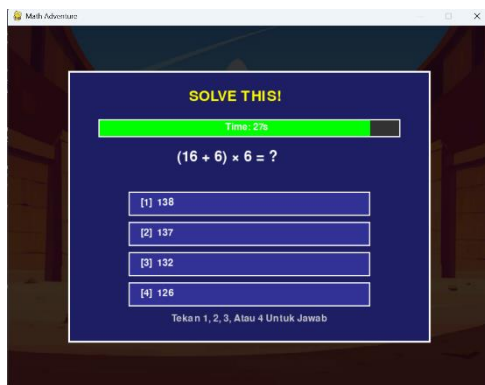 Math Adventure
SOLVE THIS!
Time: 27s
(16 + 6) × 6 = ?
[1] 138
[2] 137
[3] 132
[4] 126
Tekan 1, 2, 3, Atau 4 Untuk Jawab